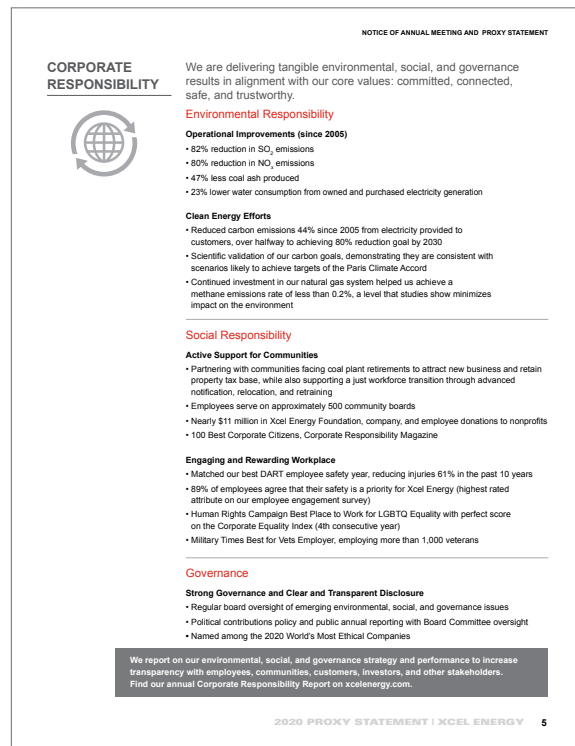 NOTICE OF ANNUAL MEETING AND PROXY STATEMENT
CORPORATE
RESPONSIBILITY
We are delivering tangible environmental, social, and governance
results in alignment with our core values: committed, connected,
safe, and trustworthy.
Environmental Responsibility
Operational Improvements (since 2005)
• 82% reduction in SO2 emissions
• 80% reduction in NOx emissions
• 47% less coal ash produced
• 23% lower water consumption from owned and purchased electricity generation
Clean Energy Efforts
• Reduced carbon emissions 44% since 2005 from electricity provided to
customers, over halfway to achieving 80% reduction goal by 2030
• Scientific validation of our carbon goals, demonstrating they are consistent with
scenarios likely to achieve targets of the Paris Climate Accord
• Continued investment in our natural gas system helped us achieve a
methane emissions rate of less than 0.2%, a level that studies show minimizes
impact on the environment
Social Responsibility
Active Support for Communities
• Partnering with communities facing coal plant retirements to attract new business and retain
property tax base, while also supporting a just workforce transition through advanced
notification, relocation, and retraining
• Employees serve on approximately 500 community boards
• Nearly $11 million in Xcel Energy Foundation, company, and employee donations to nonprofits
• 100 Best Corporate Citizens, Corporate Responsibility Magazine
Engaging and Rewarding Workplace
• Matched our best DART employee safety year, reducing injuries 61% in the past 10 years
• 89% of employees agree that their safety is a priority for Xcel Energy (highest rated
attribute on our employee engagement survey)
• Human Rights Campaign Best Place to Work for LGBTQ Equality with perfect score
on the Corporate Equality Index (4th consecutive year)
• Military Times Best for Vets Employer, employing more than 1,000 veterans
Governance
Strong Governance and Clear and Transparent Disclosure
• Regular board oversight of emerging environmental, social, and governance issues
• Political contributions policy and public annual reporting with Board Committee oversight
• Named among the 2020 World's Most Ethical Companies
We report on our environmental, social, and governance strategy and performance to increase
transparency with employees, communities, customers, investors, and other stakeholders.
Find our annual Corporate Responsibility Report on xcelenergy.com.
2020 PROXY STATEMENT | XCEL ENERGY 5